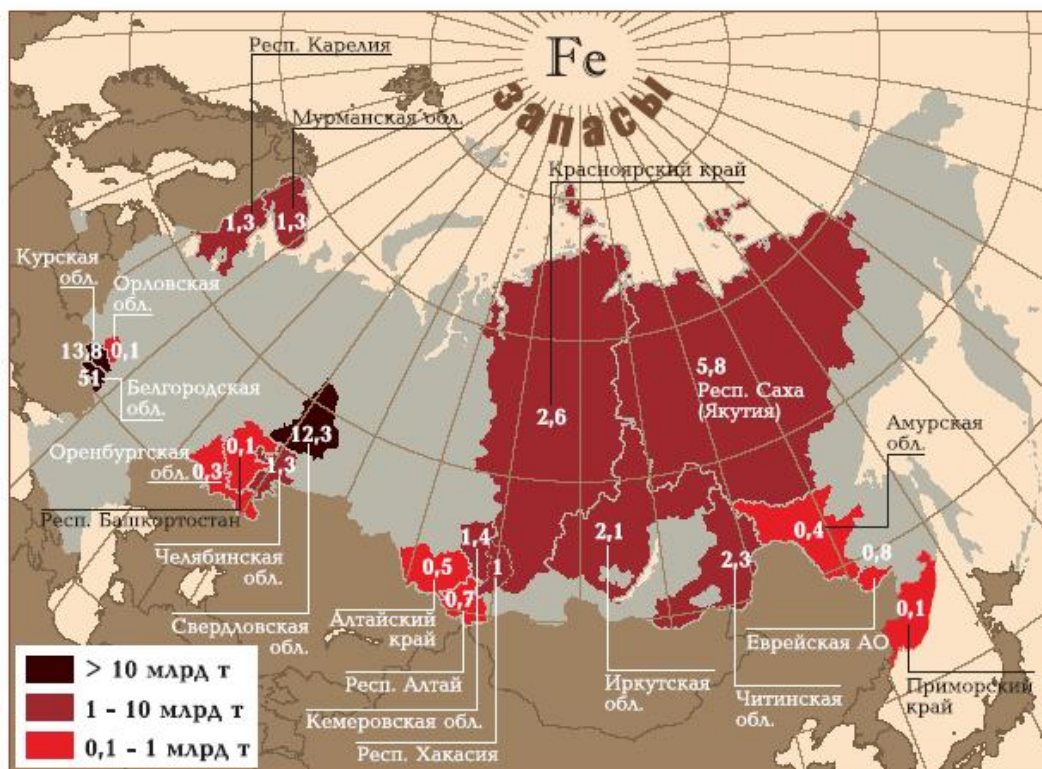 Fe
запасы
Респ. Карелия
Мурманская обл.
Красноярский край
1,3
1,3
Курская
обл.
Орловская
обл.
13,8
0,1
51
Белгородская
обл.
5,8
Респ. Саха
(Якутия)
2,6
Амурская
обл.
12,3
Оренбургская
обл.
0,1
0,3
1,3
Респ. Башкортостан
Челябинская
обл.
Свердловская
обл.
1,4
2,1
0,4
0,5
1
2,3
0,8
0,7
0,1
Алтайский
край
Еврейская АО
Респ. Алтай
Иркутская
обл.
Читинская
обл.
Приморский
край
Кемеровская обл.
Респ. Хакасия
> 10 млрд т
1 - 10 млрд т
0,1 - 1 млрд т